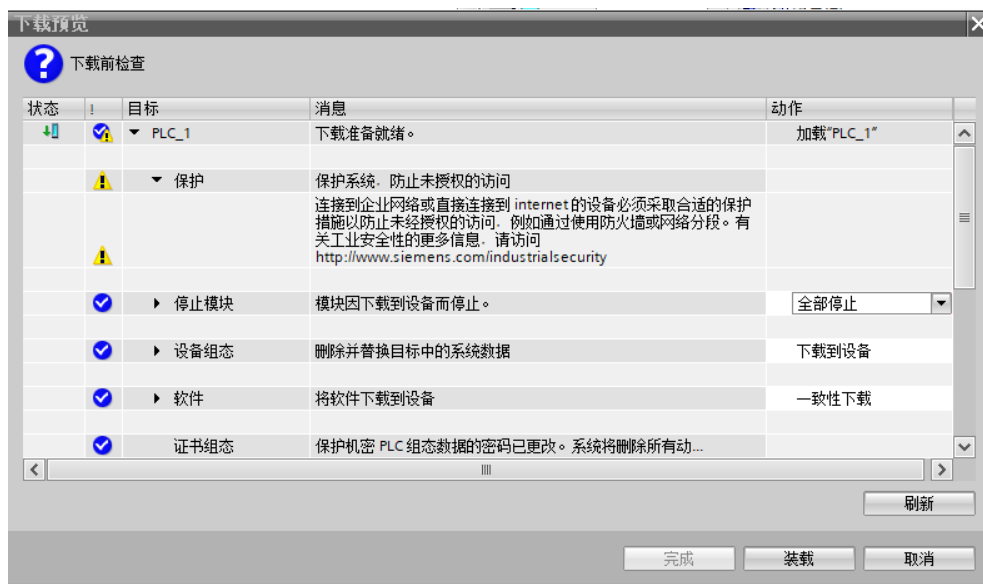 下载预览
?
下载前检查
状态 ! 目标 消息 动作
PLC_1 下载准备就绪。 加载"PLC_1"
保护 保护系统，防止未授权的访问
连接到企业网络或直接连接到 internet 的设备必须采取合适的保护
措施以防止未经授权的访问，例如通过使用防火墙或网络分段。有
关工业安全性的更多信息，请访问
http://www.siemens.com/industrialsecurity
停止模块 模块因下载到设备而停止。 全部停止
设备组态 删除并替换目标中的系统数据 下载到设备
软件 将软件下载到设备 一致性下载
证书组态 保护机密 PLC 组态数据的密码已更改。系统将删除所有动...
刷新
完成 装载 取消